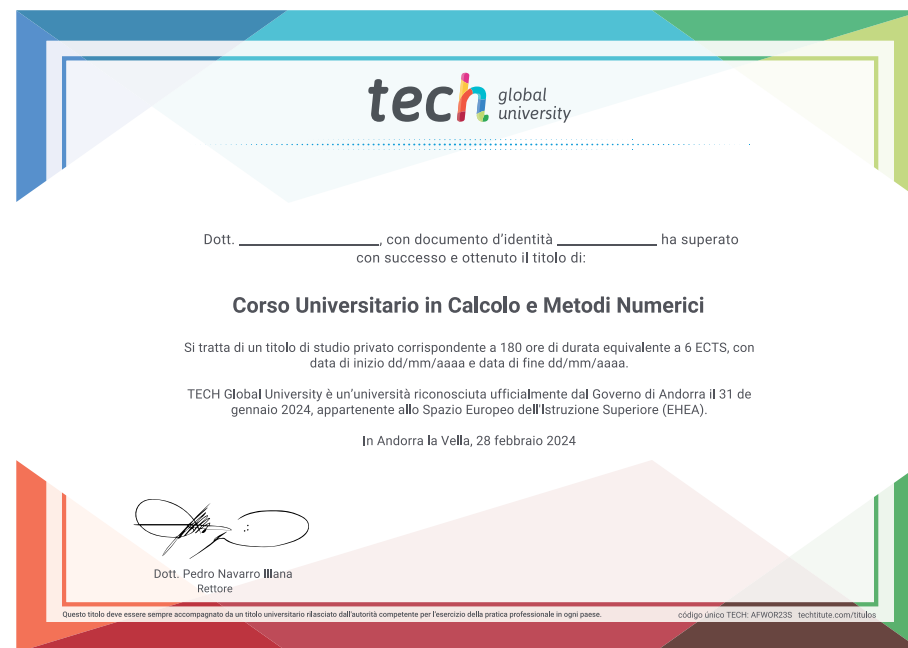 tech global
university
Dott. ____________, con documento d'identità _________ ha superato
con successo e ottenuto il titolo di:
Corso Universitario in Calcolo e Metodi Numerici
Si tratta di un titolo di studio privato corrispondente a 180 ore di durata equivalente a 6 ECTS, con
data di inizio dd/mm/aaaa e data di fine dd/mm/aaaa.
TECH Global University è un'università riconosciuta ufficialmente dal Governo di Andorra il 31 de
gennaio 2024, appartenente allo Spazio Europeo dell'Istruzione Superiore (EHEA).
In Andorra la Vella, 28 febbraio 2024
Dott. Pedro Navarro Illana
Rettore
Questo titolo deve essere sempre accompagnato da un titolo universitario rilasciato dall'autorità competente per l'esercizio della pratica professionale in ogni paese.
código único TECH: AFWOR23S techtitute.com/titulos